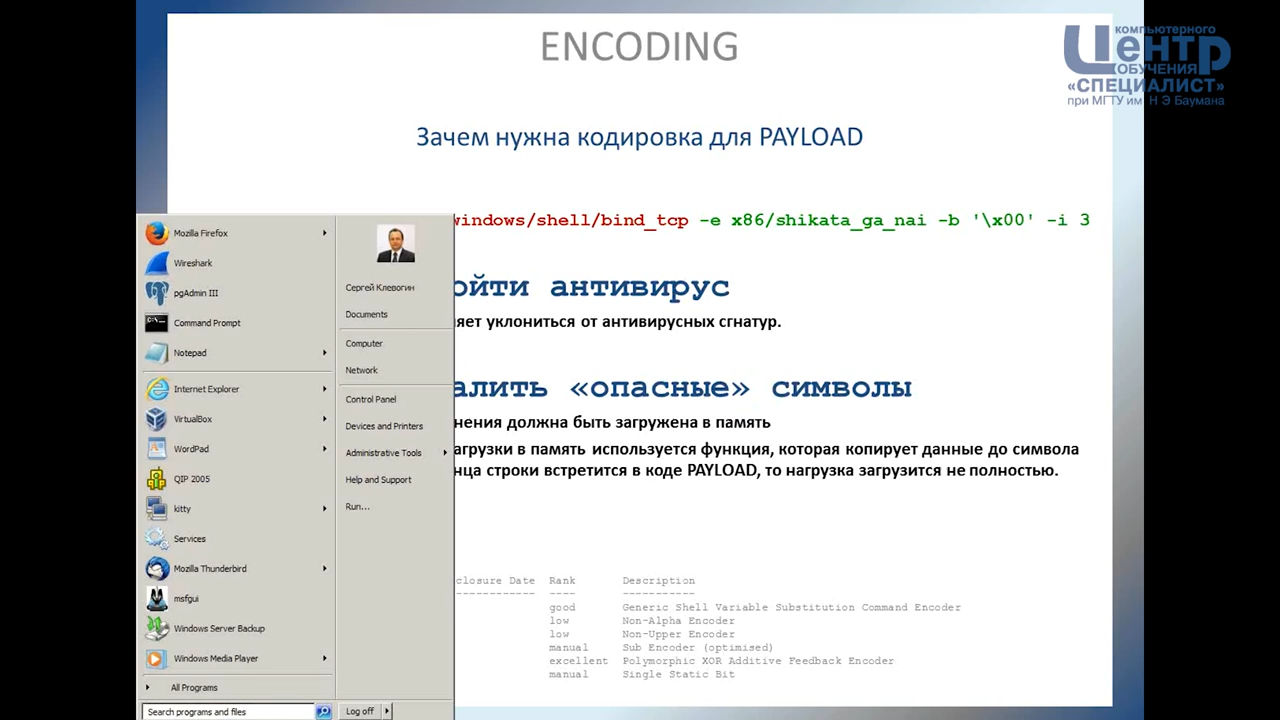 ENCODING
компьютерного
Центр
ОБУЧЕНИЯ
«СПЕЦИАЛИСТ»
при МГТУ им Н Э Баумана
Зачем нужна кодировка для PAYLOAD
windows/shell/bind_tcp -e x86/shikata_ga_nai -b '\x00' -i 3
ойти антивирус
яет уклониться от антивирусных сгнатур.
алить «опасные» символы
нения должна быть загружена в память
агрузки в память используется функция, которая копирует данные до символа
нца строки встретится в коде PAYLOAD, то нагрузка загрузится не полностью.
closure Date Rank Description
------------ ---- -----------
good Generic Shell Variable Substitution Command Encoder
low Non-Alpha Encoder
low Non-Upper Encoder
manual Sub Encoder (optimised)
excellent Polymorphic XOR Additive Feedback Encoder
manual Single Static Bit
Mozilla Firefox
Wireshark
pgAdmin III
Command Prompt
Notepad
Internet Explorer
VirtualBox
WordPad
QIP 2005
kitty
Services
Mozilla Thunderbird
msfgui
Windows Server Backup
Windows Media Player
All Programs
Search programs and files
Сергей Клевогин
Documents
Computer
Network
Control Panel
Devices and Printers
Administrative Tools
Help and Support
Run...
Log off